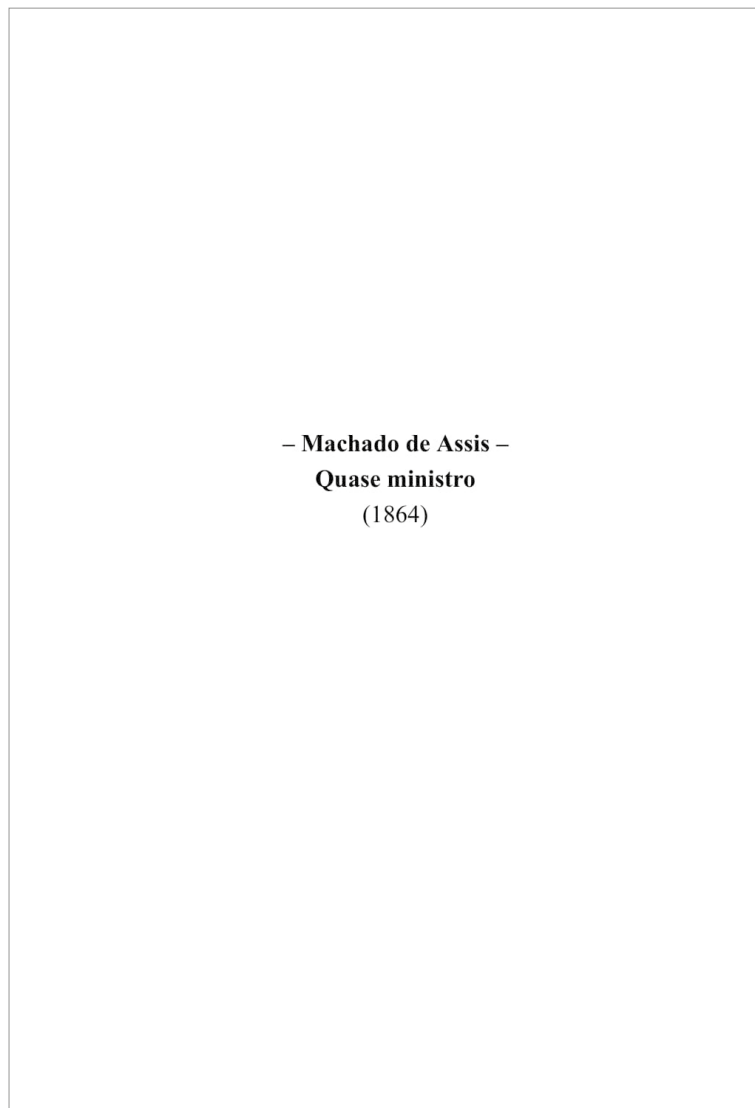 – Machado de Assis –
Quase ministro
(1864)